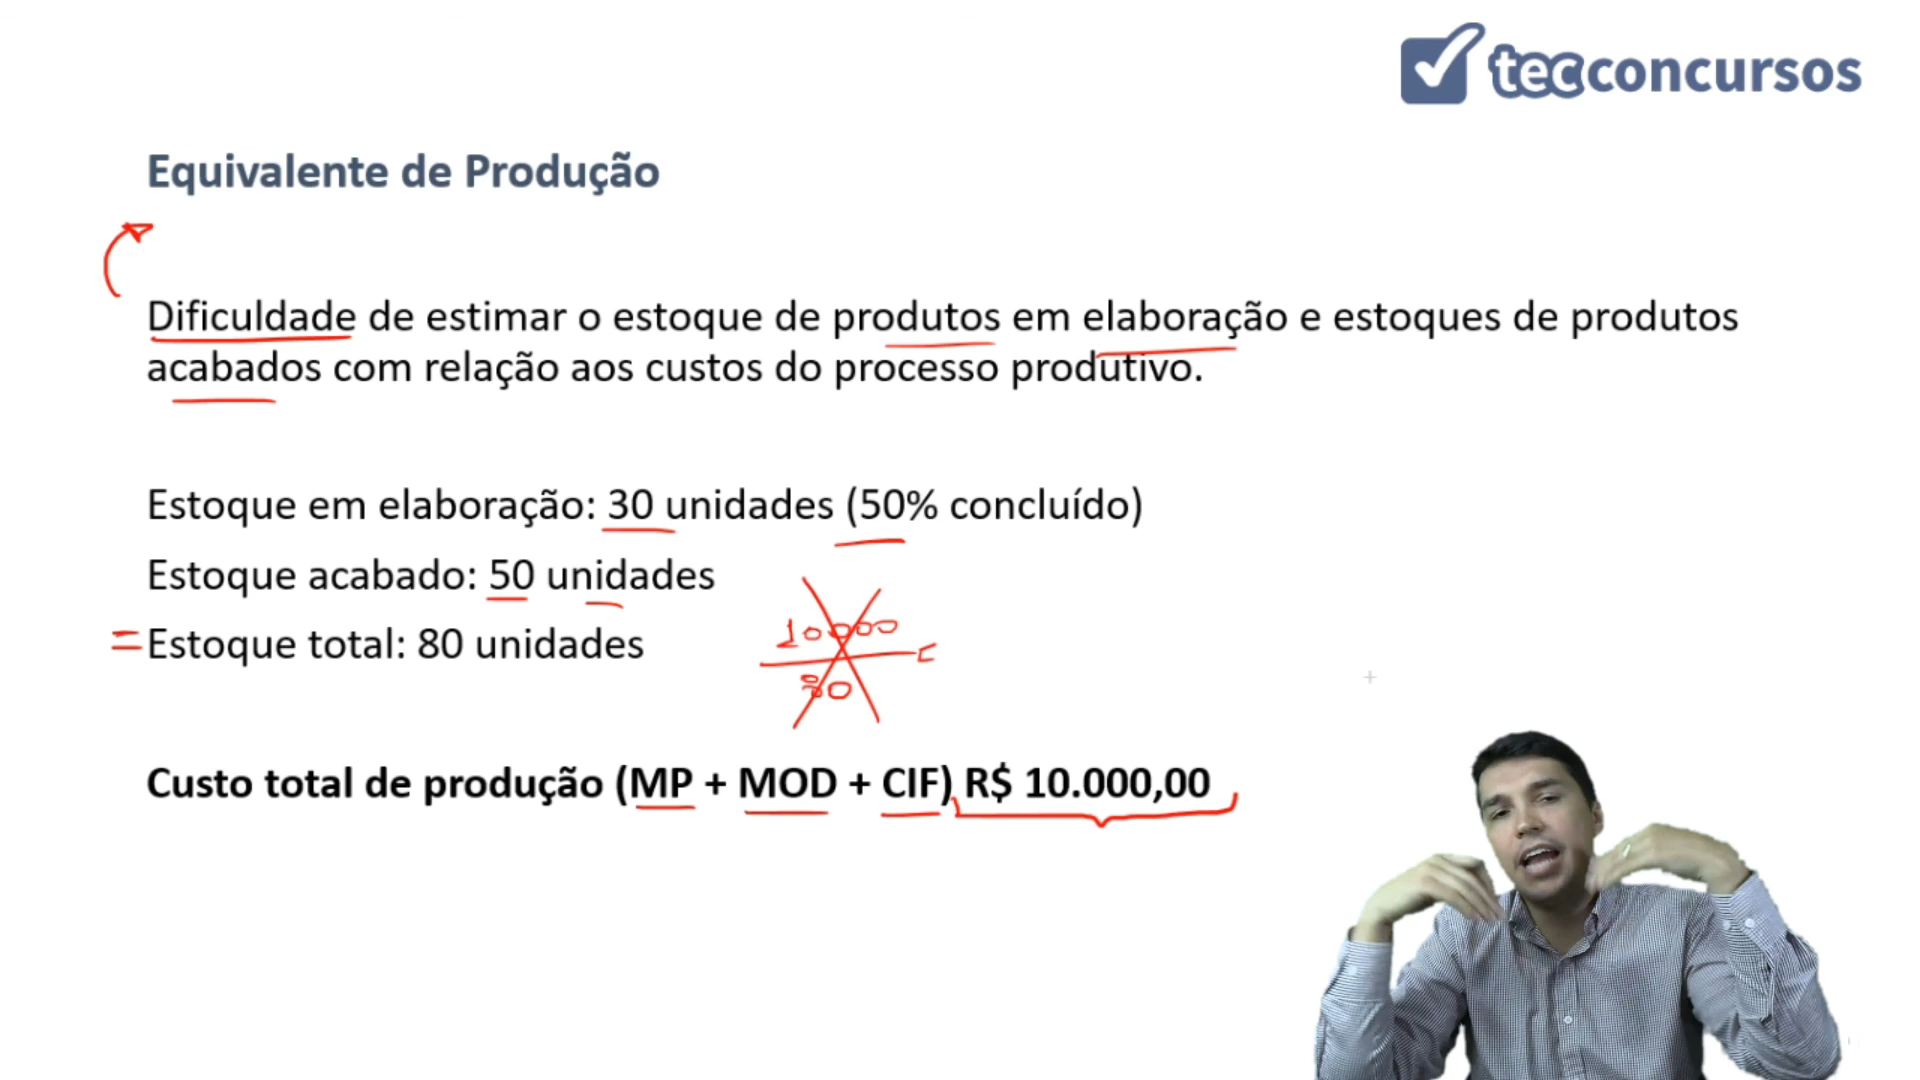 tecconcursos
Equivalente de Produção
Dificuldade de estimar o estoque de produtos em elaboração e estoques de produtos
acabados com relação aos custos do processo produtivo.
Estoque em elaboração: 30 unidades (50% concluído)
Estoque acabado: 50 unidades
= Estoque total: 80 unidades
10000 =
80
Custo total de produção (MP + MOD + CIF) R$ 10.000,00